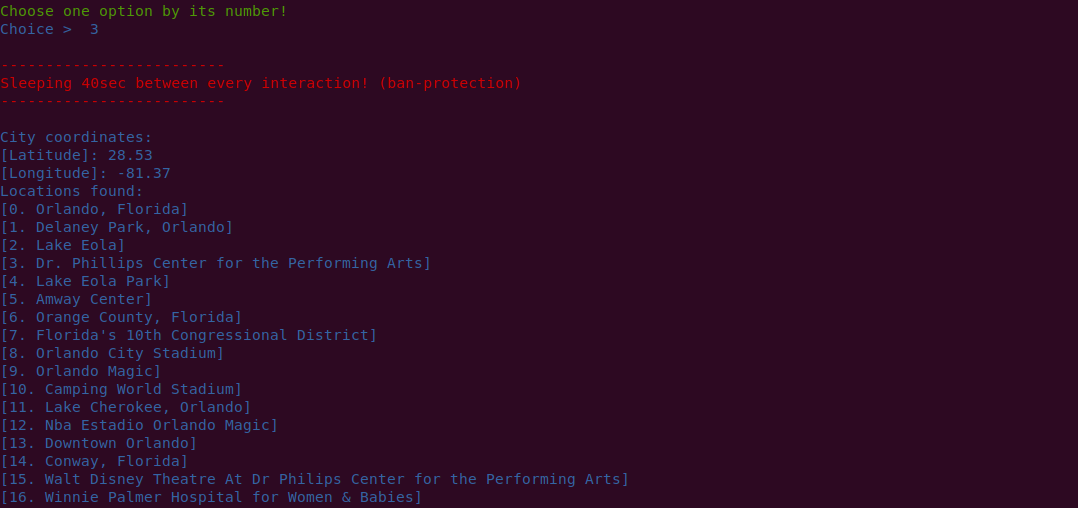 Choose one option by its number!
Choice >  3
-------------------------
Sleeping 40sec between every interaction! (ban-protection)
-------------------------
City coordinates:
[Latitude]: 28.53
[Longitude]: -81.37
Locations found:
[0. Orlando, Florida]
[1. Delaney Park, Orlando]
[2. Lake Eola]
[3. Dr. Phillips Center for the Performing Arts]
[4. Lake Eola Park]
[5. Amway Center]
[6. Orange County, Florida]
[7. Florida's 10th Congressional District]
[8. Orlando City Stadium]
[9. Orlando Magic]
[10. Camping World Stadium]
[11. Lake Cherokee, Orlando]
[12. Nba Estadio Orlando Magic]
[13. Downtown Orlando]
[14. Conway, Florida]
[15. Walt Disney Theatre At Dr Philips Center for the Performing Arts]
[16. Winnie Palmer Hospital for Women & Babies]